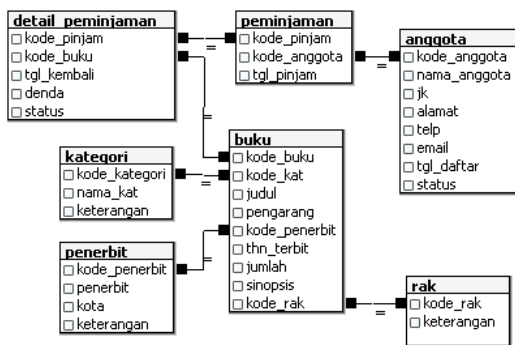 detail_peminjaman
kode_pinjam
kode_buku
tgl_kembali
denda
status
peminjaman
kode_pinjam
kode_anggota
tgl_pinjam
anggota
kode_anggota
nama_anggota
jk
alamat
telp
email
tgl_daftar
status
buku
kode_buku
kode_kat
judul
pengarang
kode_penerbit
thn_terbit
jumlah
sinopsis
kode_rak
kategori
kode_kategori
nama_kat
keterangan
penerbit
kode_penerbit
penerbit
kota
keterangan
rak
kode_rak
keterangan
=
=
=
=
=
=